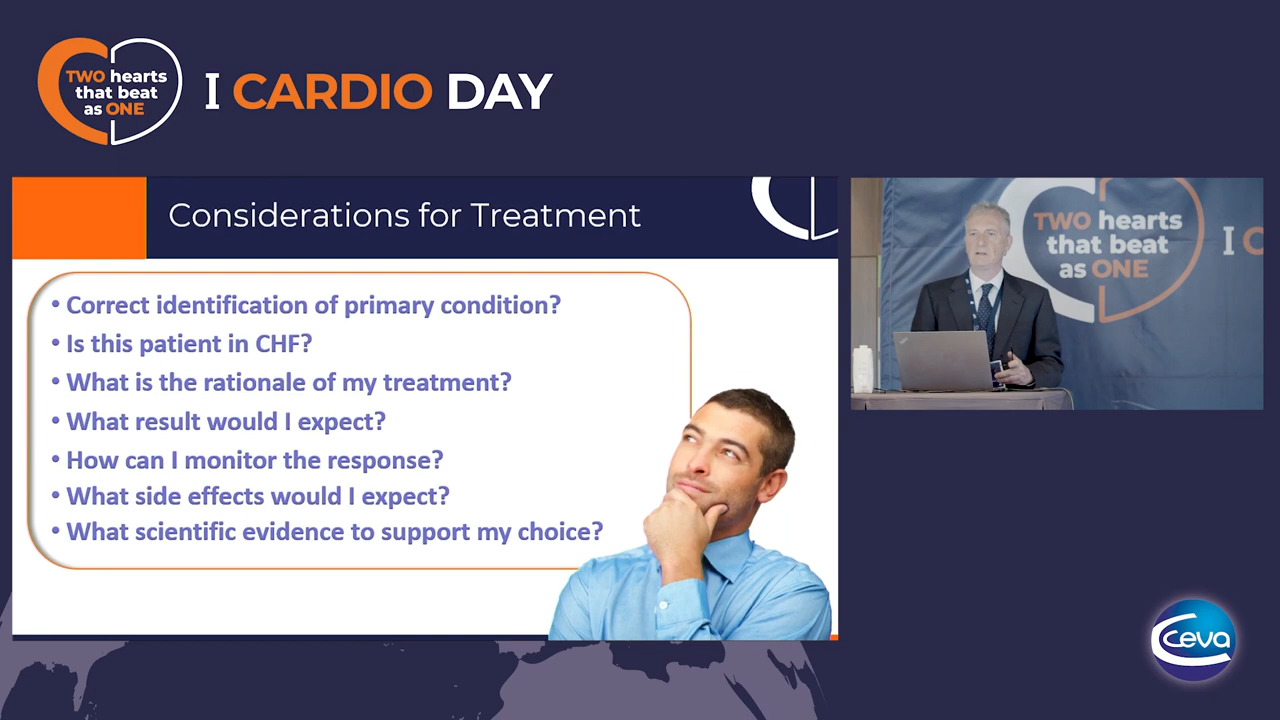 TWO hearts
that beat
as ONE
I CARDIO DAY
Considerations for Treatment
• Correct identification of primary condition?
• Is this patient in CHF?
• What is the rationale of my treatment?
• What result would I expect?
• How can I monitor the response?
• What side effects would I expect?
• What scientific evidence to support my choice?
TWO hearts
that beat
as ONE
I C
Ceva